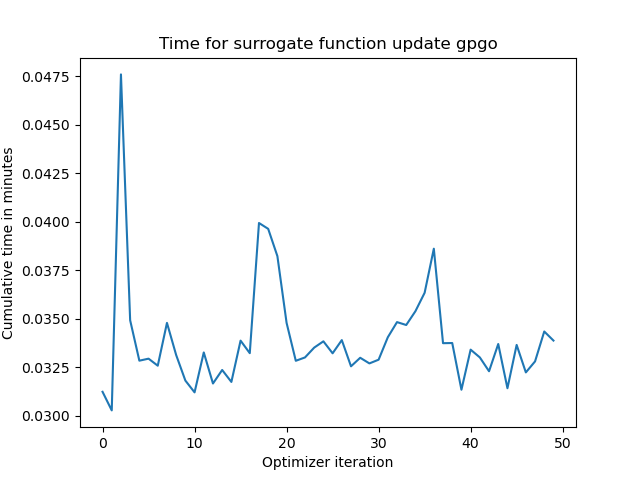 Time for surrogate function update gpgo
Cumulative time in minutes
0.0475
0.0450
0.0425
0.0400
0.0375
0.0350
0.0325
0.0300
0 10 20 30 40 50
Optimizer iteration